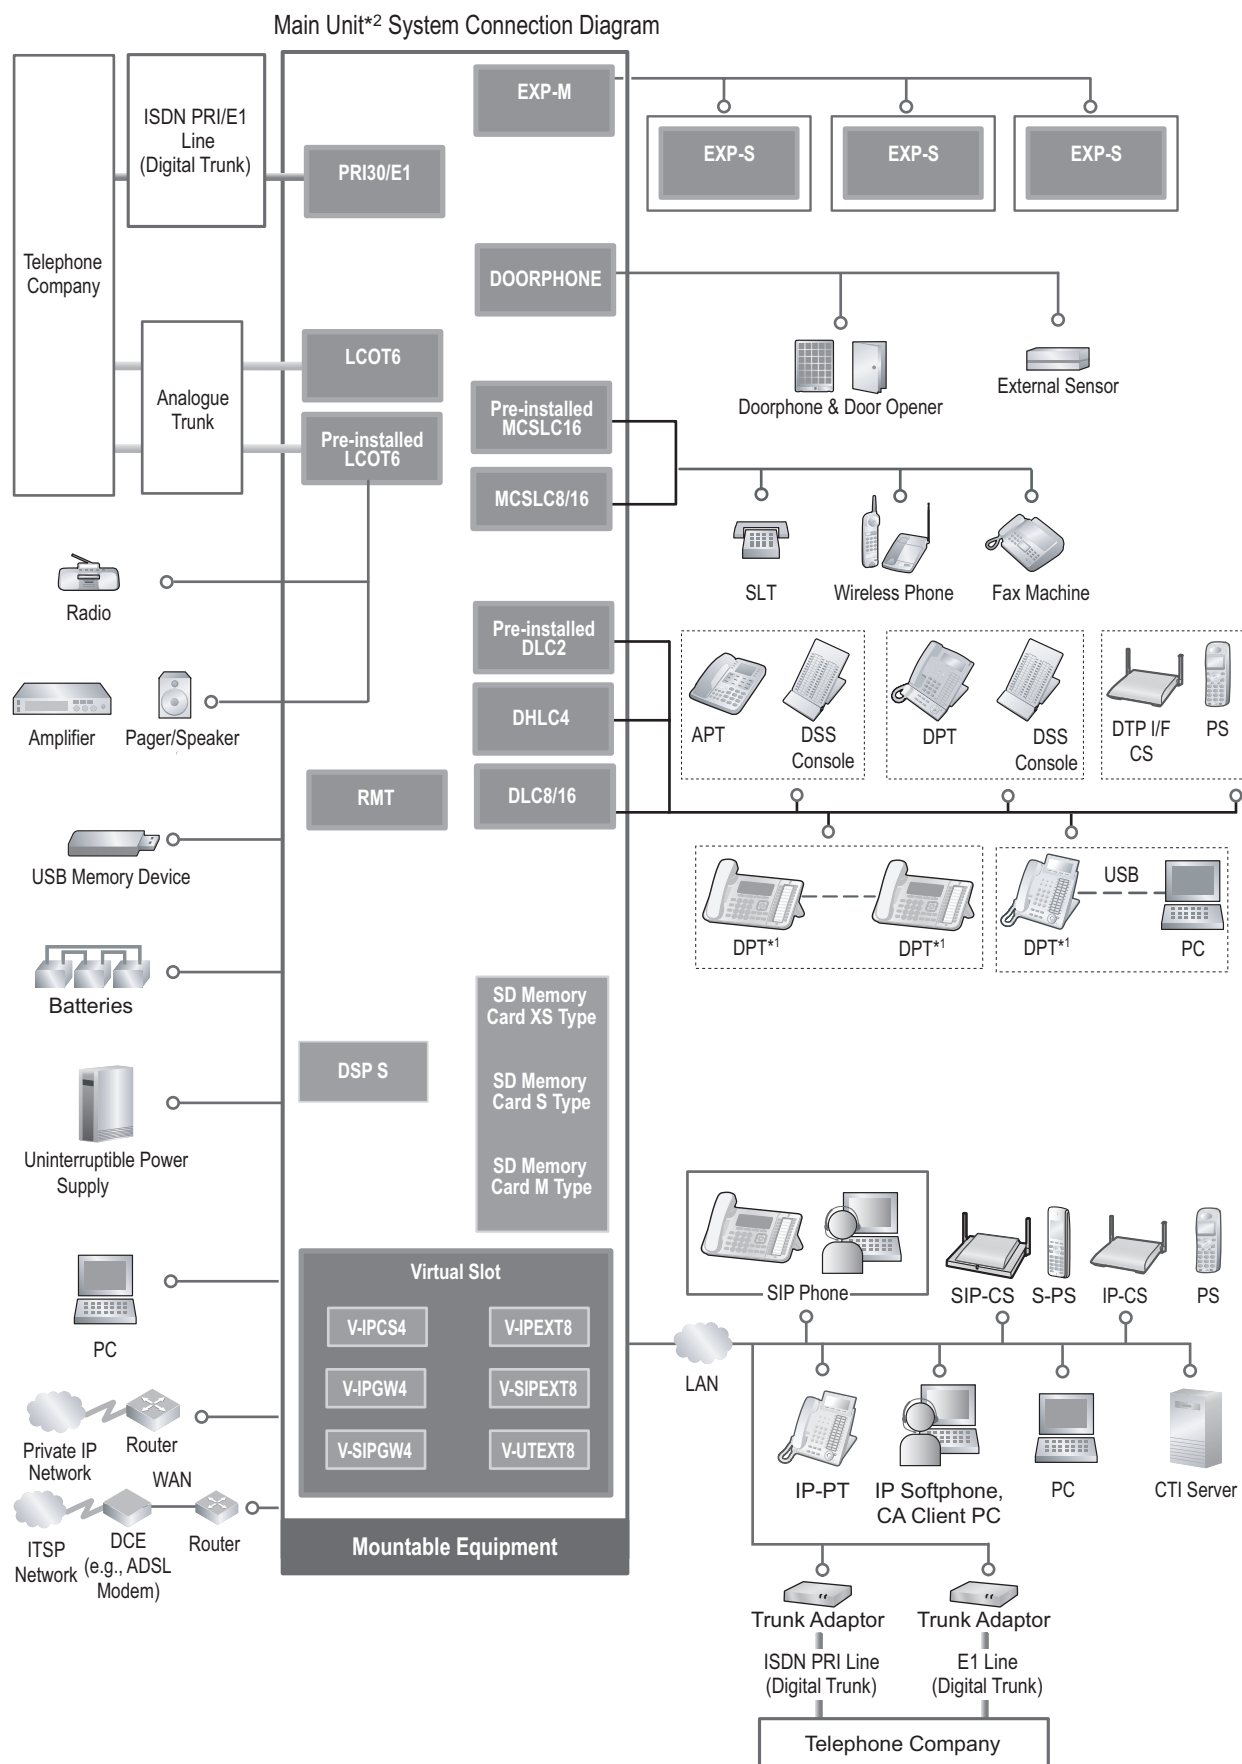 Main Unit*2 System Connection Diagram
Telephone
Company
ISDN PRI/E1
Line
(Digital Trunk)
Analogue
Trunk
PRI30/E1
LCOT6
Pre-installed
LCOT6
EXP-M
EXP-S
EXP-S
EXP-S
DOORPHONE
Doorphone & Door Opener
External Sensor
Pre-installed
MCSLC16
MCSLC8/16
SLT
Wireless Phone
Fax Machine
Radio
Amplifier
Pager/Speaker
Pre-installed
DLC2
DHLC4
DLC8/16
RMT
APT
DSS
Console
DPT
DSS
Console
DTP I/F
CS
PS
USB Memory Device
DPT*1
DPT*1
DPT*1
USB
PC
Batteries
SD Memory
Card XS Type
DSP S
SD Memory
Card S Type
SD Memory
Card M Type
Uninterruptible Power
Supply
PC
Virtual Slot
V-IPCS4
V-IPEXT8
V-IPGW4
V-SIPEXT8
V-SIPGW4
V-UTEXT8
Mountable Equipment
Private IP
Network
Router
WAN
ITSP
Network
DCE
(e.g., ADSL
Modem)
Router
SIP Phone
SIP-CS
S-PS
IP-CS
PS
LAN
IP-PT
IP Softphone,
CA Client PC
PC
CTI Server
Trunk Adaptor
Trunk Adaptor
ISDN PRI Line
(Digital Trunk)
E1 Line
(Digital Trunk)
Telephone Company